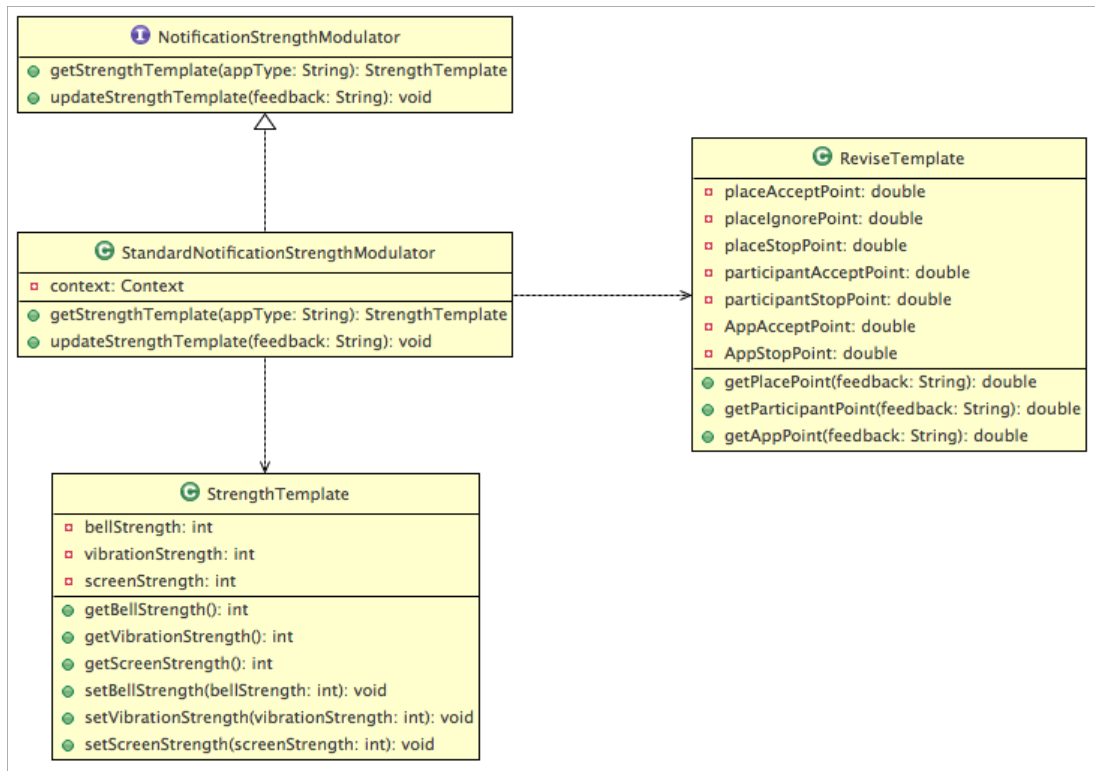 I NotificationStrengthModulator
getStrengthTemplate(appType: String): StrengthTemplate
updateStrengthTemplate(feedback: String): void
C StandardNotificationStrengthModulator
context: Context
getStrengthTemplate(appType: String): StrengthTemplate
updateStrengthTemplate(feedback: String): void
C ReviseTemplate
placeAcceptPoint: double
placeIgnorePoint: double
placeStopPoint: double
participantAcceptPoint: double
participantStopPoint: double
AppAcceptPoint: double
AppStopPoint: double
getPlacePoint(feedback: String): double
getParticipantPoint(feedback: String): double
getAppPoint(feedback: String): double
C StrengthTemplate
bellStrength: int
vibrationStrength: int
screenStrength: int
getBellStrength(): int
getVibrationStrength(): int
getScreenStrength(): int
setBellStrength(bellStrength: int): void
setVibrationStrength(vibrationStrength: int): void
setScreenStrength(screenStrength: int): void